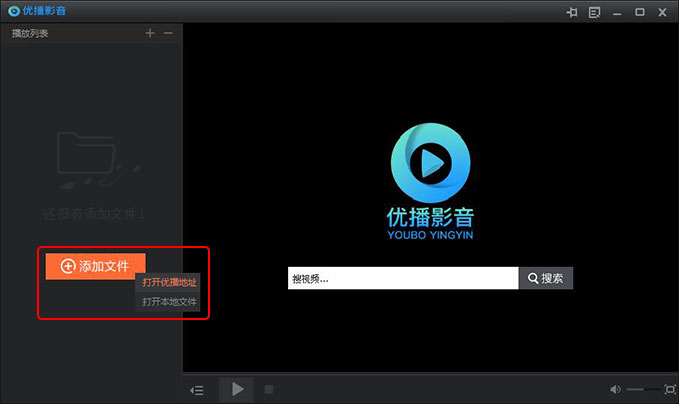 优播影音
播放列表
还没有添加文件！
添加文件
打开优播地址
打开本地文件
优播影音
YOUBO YINGYIN
搜视频...
搜索